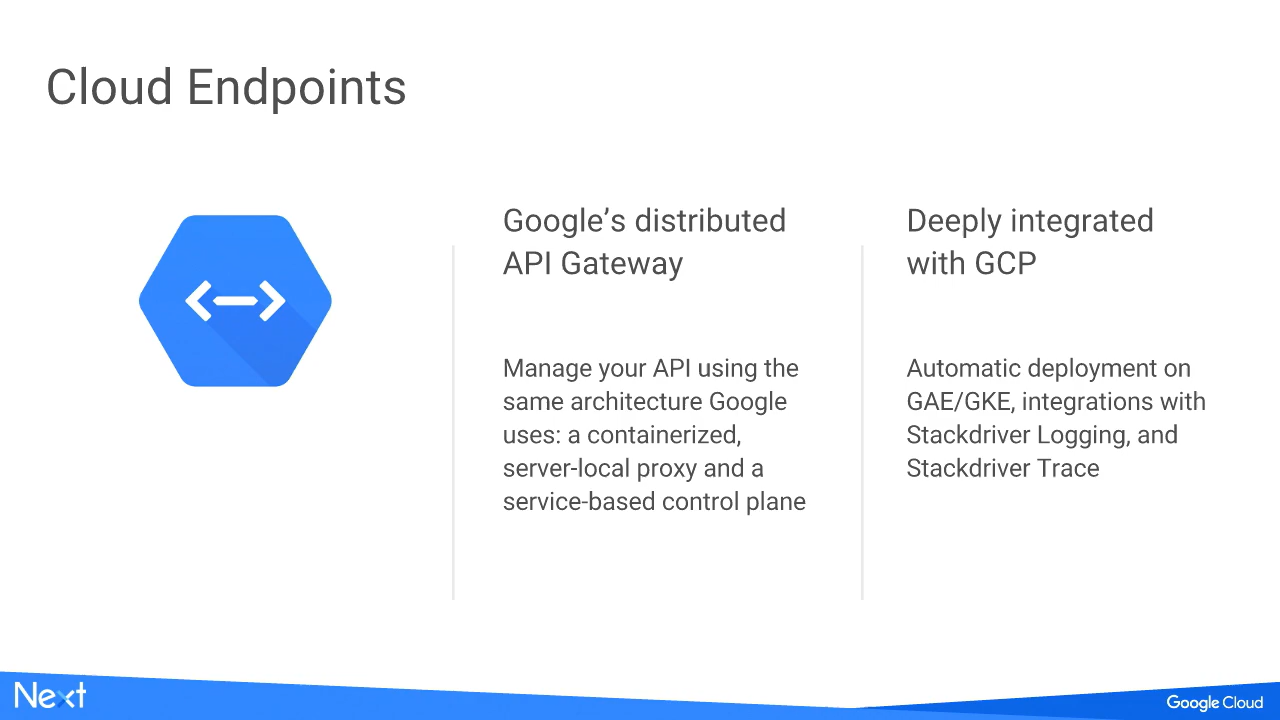 Cloud Endpoints
Google’s distributed
API Gateway
Manage your API using the
same architecture Google
uses: a containerized,
server-local proxy and a
service-based control plane
Deeply integrated
with GCP
Automatic deployment on
GAE/GKE, integrations with
Stackdriver Logging, and
Stackdriver Trace
Next
Google Cloud